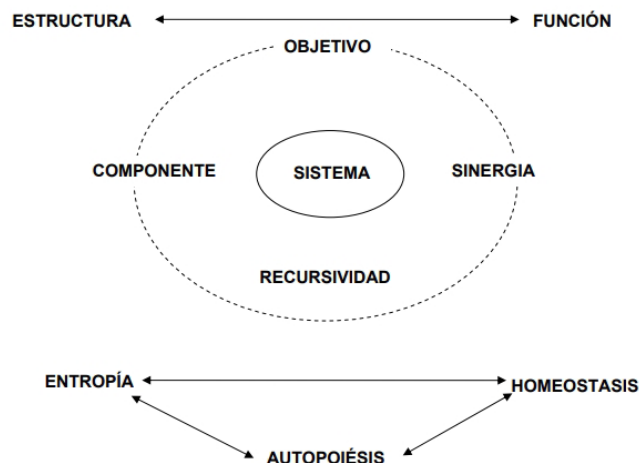 ESTRUCTURA FUNCIÓN
OBJETIVO
COMPONENTE SISTEMA SINERGIA
RECURSIVIDAD
ENTROPÍA HOMEOSTASIS
AUTOPOIÉSIS